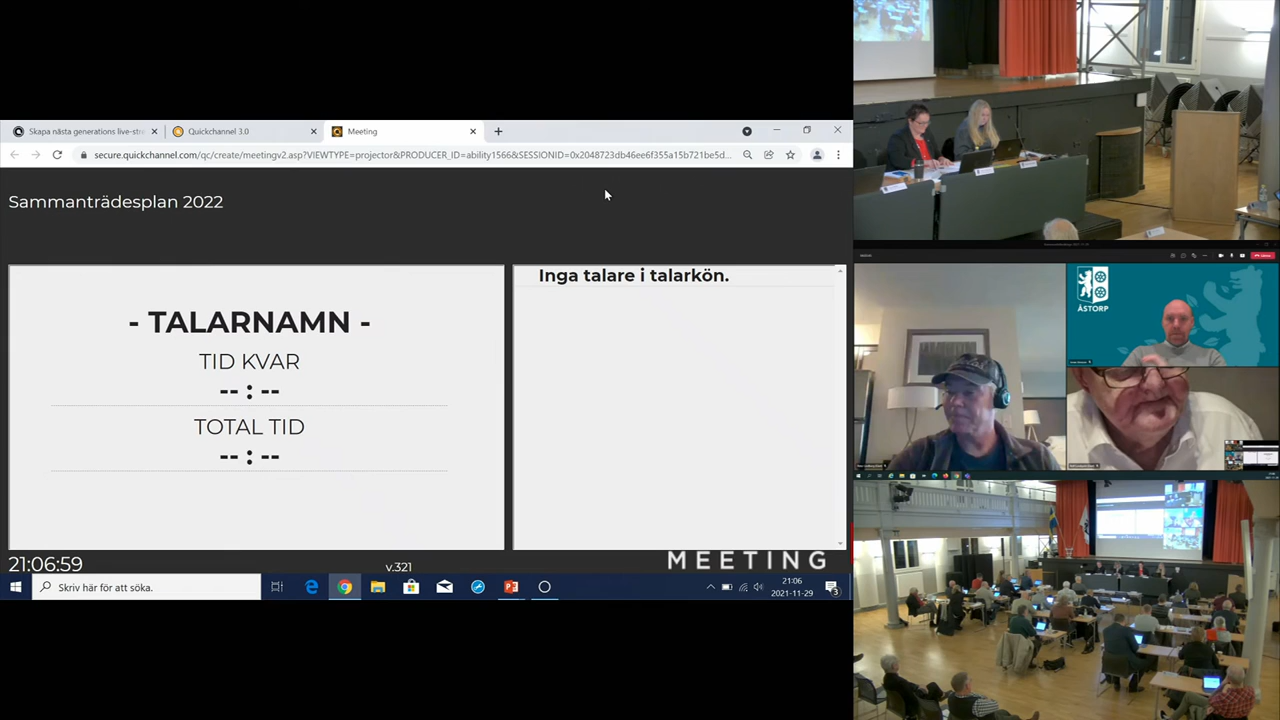 Skapa nästa generations live-str
Quickchannel 3.0
Meeting
secure.quickchannel.com/qc/create/meetingv2.asp?VIEWTYPE=projector&PRODUCER_ID=ability1566&SESSIONID=0x2048723db46ee6f355a15b721be5d...
Sammanträdesplan 2022
- TALARNAMN -
TID KVAR
-- : --
TOTAL TID
-- : --
Inga talare i talarkön.
21:06:59
v.321
MEETING
Skriv här för att söka.
21:06
2021-11-29
3
ÅSTORP